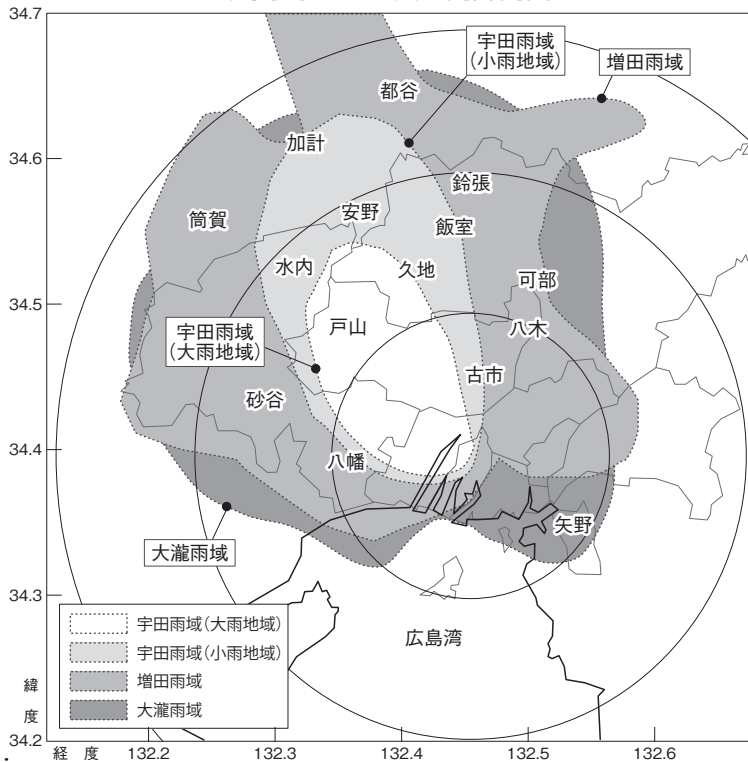 34.7
34.6
34.5
34.4
34.3
34.2
緯度
経度
132.2
132.3
132.4
132.5
132.6
宇田雨域
(小雨地域)
増田雨域
都谷
加計
鈴張
安野
筒賀
飯室
水内
久地
可部
戸山
八木
宇田雨域
(大雨地域)
古市
砂谷
八幡
矢野
大瀧雨域
広島湾
宇田雨域(大雨地域)
宇田雨域(小雨地域)
増田雨域
大瀧雨域